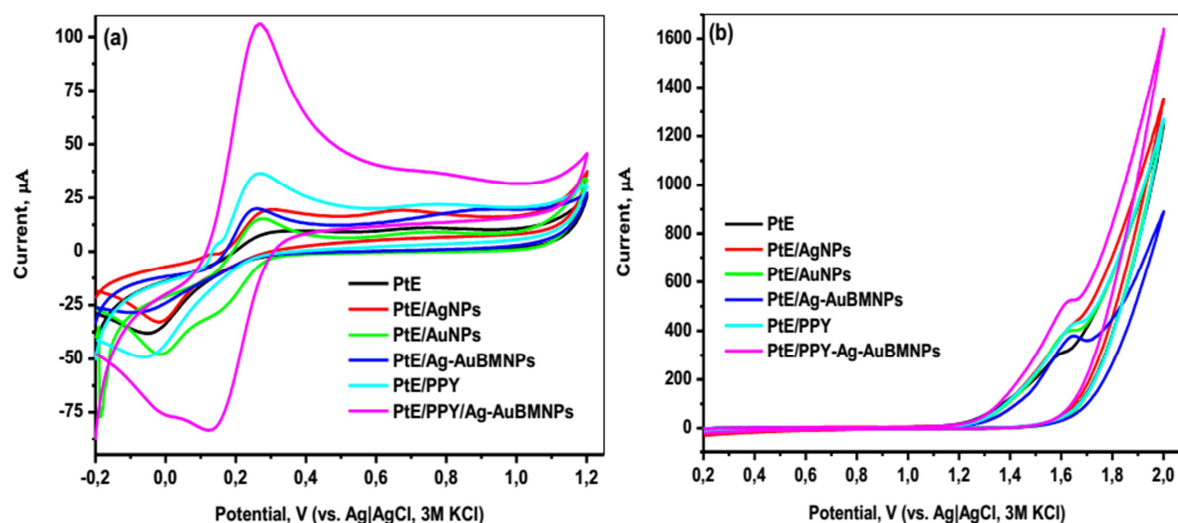 (a)
100
75
50
25
0
-25
-50
-75
-0,2 0,0 0,2 0,4 0,6 0,8 1,0 1,2
Current, µA
Potential, V (vs. Ag|AgCl, 3M KCl)
PtE
PtE/AgNPs
PtE/AuNPs
PtE/Ag-AuBMNPs
PtE/PPY
PtE/PPY/Ag-AuBMNPs
(b)
1600
1400
1200
1000
800
600
400
200
0
0,2 0,4 0,6 0,8 1,0 1,2 1,4 1,6 1,8 2,0
Current, µA
Potential, V (vs. Ag|AgCl, 3M KCl)
PtE
PtE/AgNPs
PtE/AuNPs
PtE/Ag-AuBMNPs
PtE/PPY
PtE/PPY-Ag-AuBMNPs